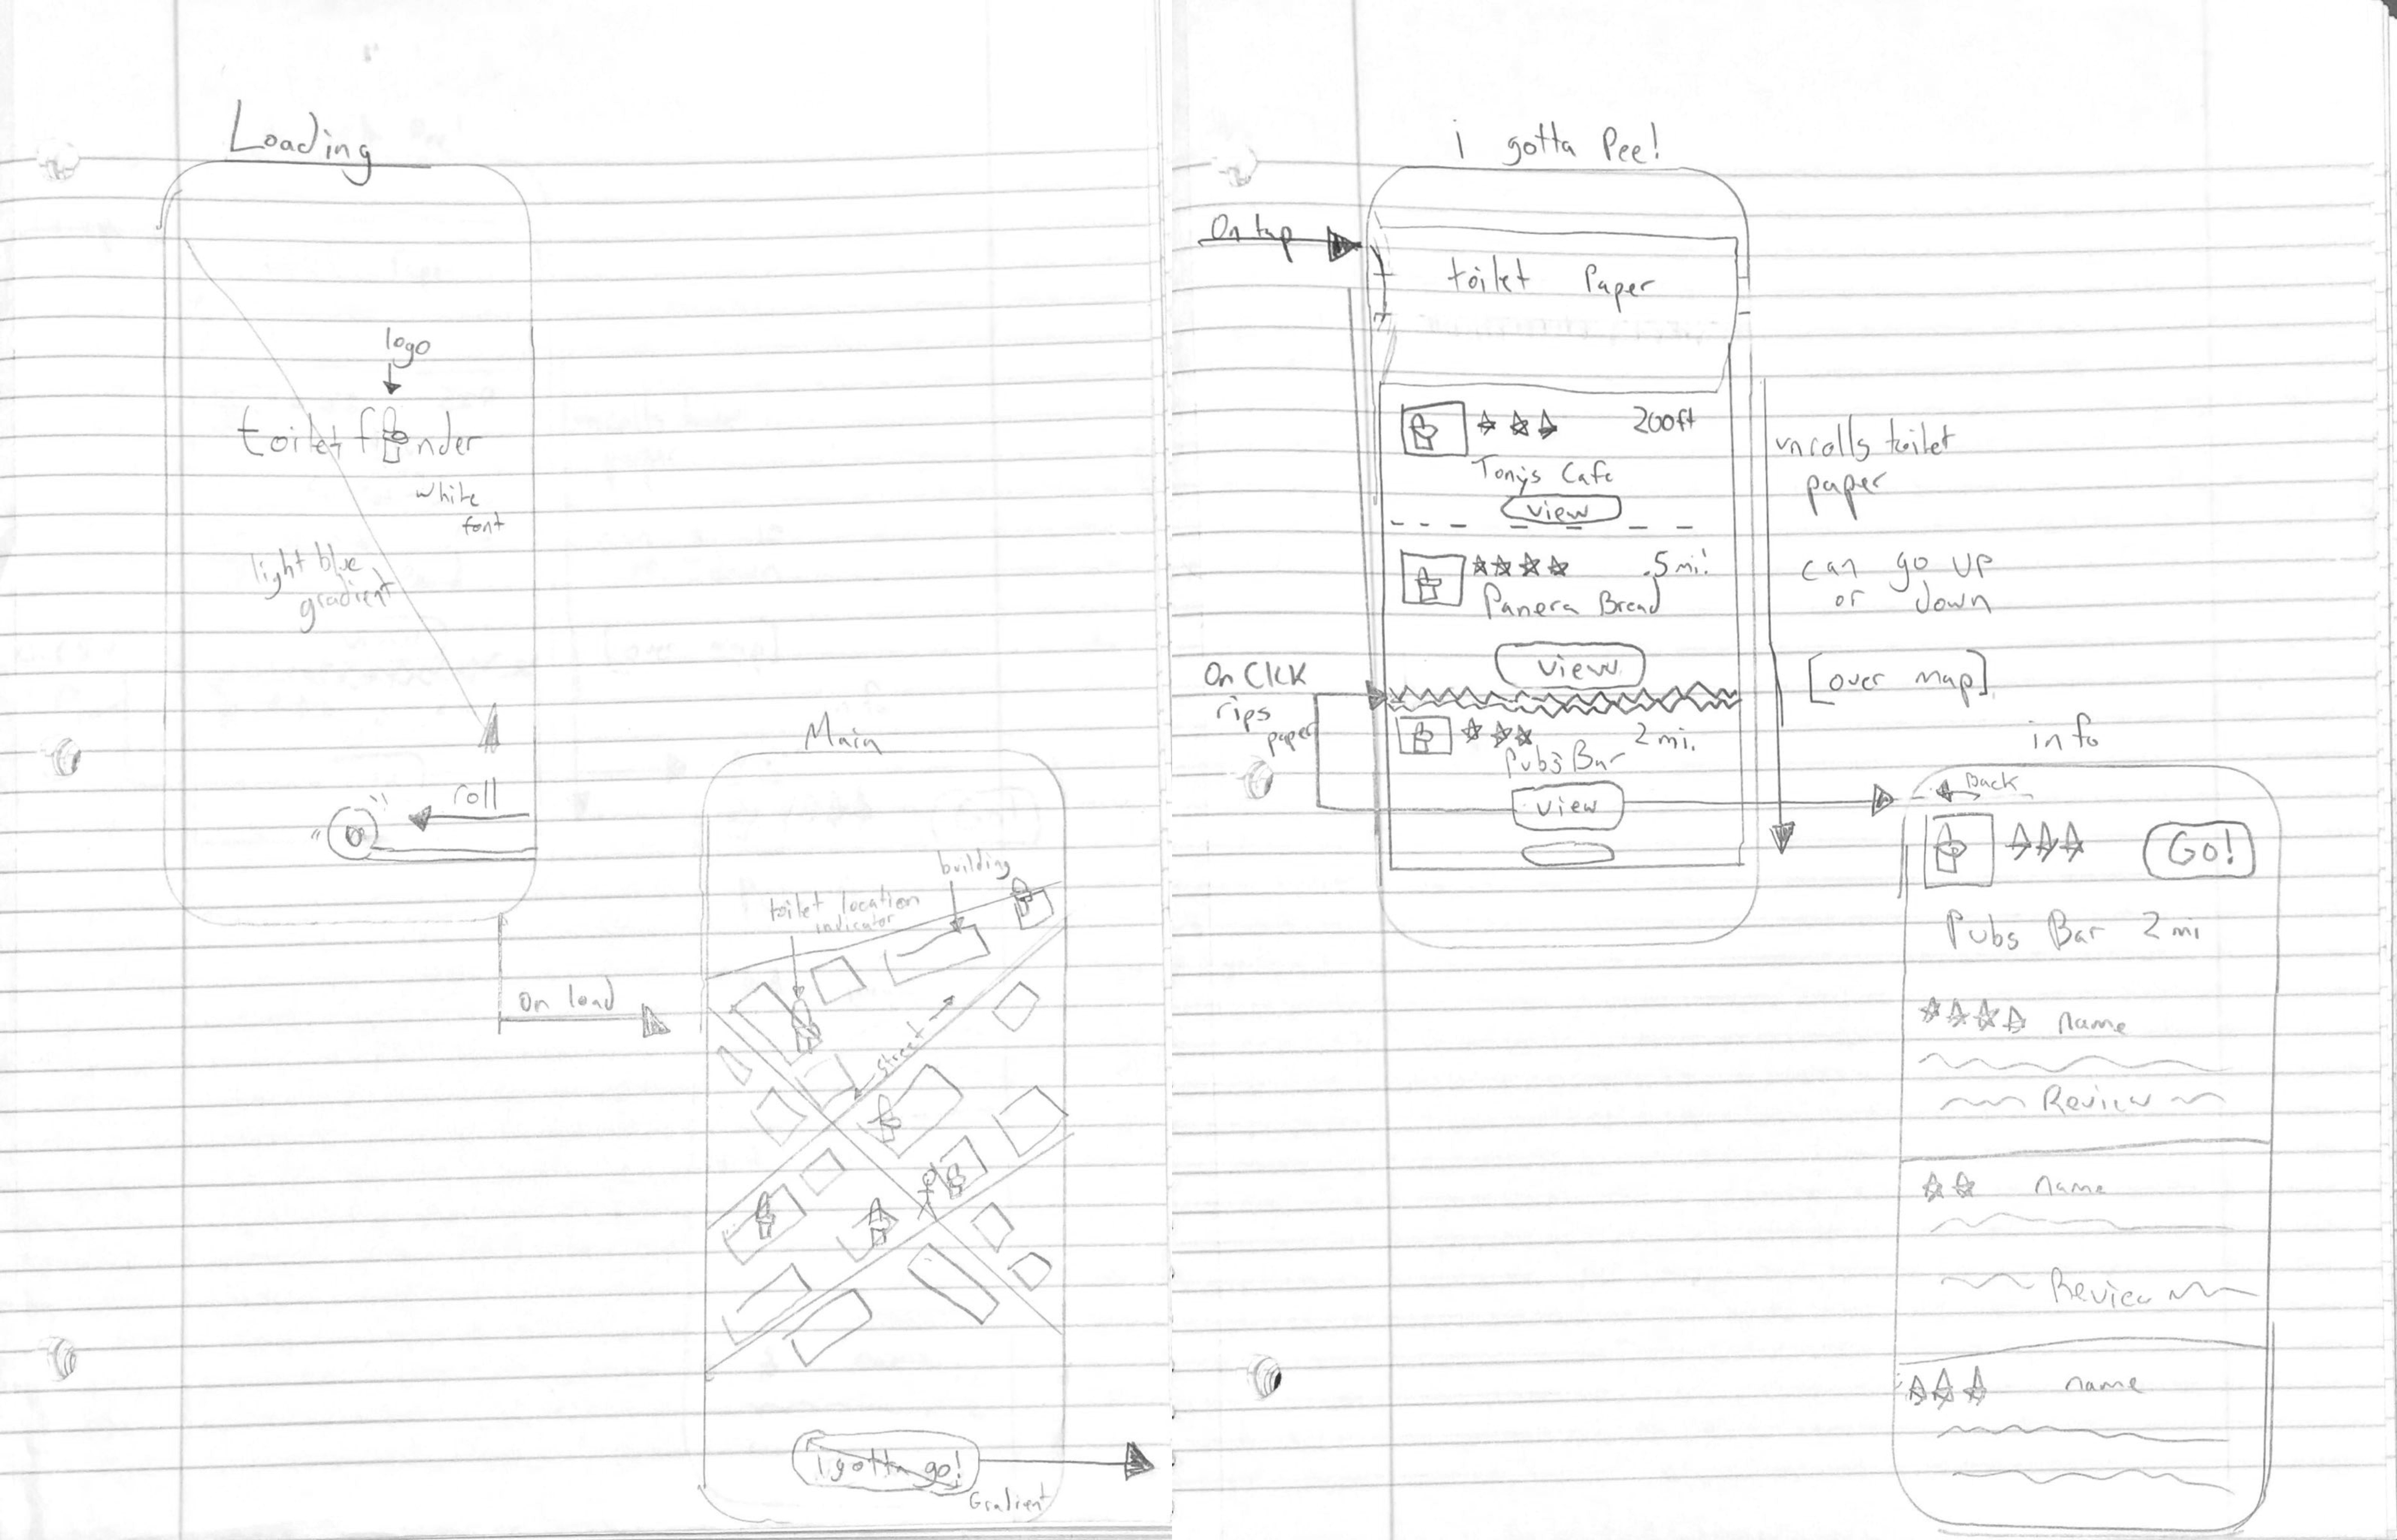 Loading
logo
toilet finder
white
font
light blue
gradient
roll
On load
Main
building
toilet location
indicator
street
i gotta go!
Gradient
i gotta Pee!
On tap
toilet Paper
200ft
Tonys Cafe
view
.5 mi.
Panera Bread
view
On Click
rips
paper
2 mi.
Pubs Bar
view
unrolls toilet
paper
can go up
or down
[over map]
info
Back
Go!
Pubs Bar 2 mi
name
Review
name
Review
name